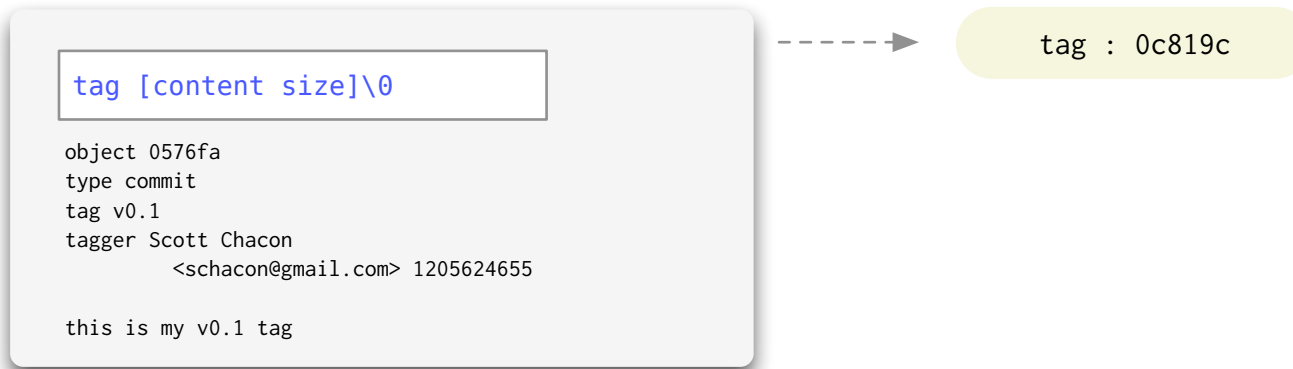 tag [content size]\0
object 0576fa
type commit
tag v0.1
tagger Scott Chacon
<schacon@gmail.com> 1205624655
this is my v0.1 tag
tag : 0c819c